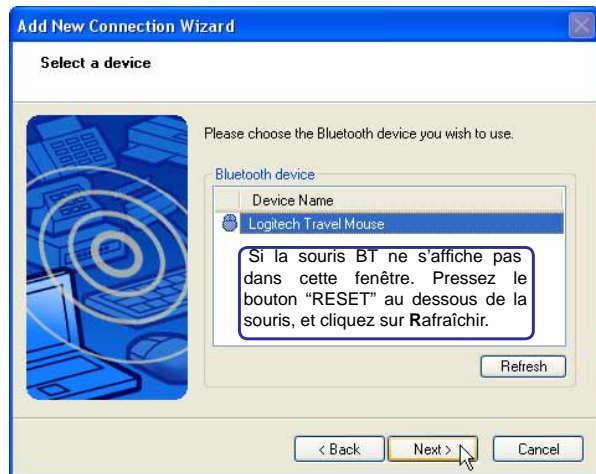 Add New Connection Wizard
Select a device
Please choose the Bluetooth device you wish to use.
Bluetooth device
Device Name
Logitech Travel Mouse
Si la souris BT ne s’affiche pas
dans cette fenêtre. Pressez le
bouton “RESET” au dessous de la
souris, et cliquez sur Rafraîchir.
Refresh
< Back
Next >
Cancel